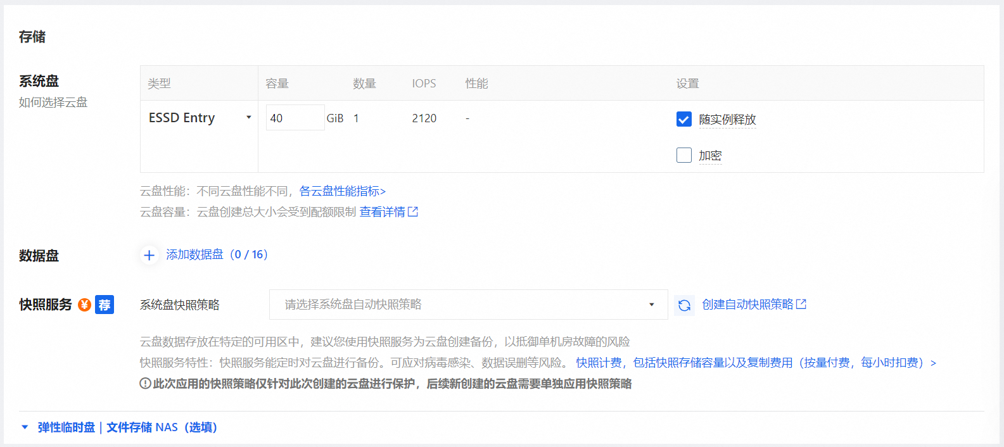 存储
系统盘
如何选择云盘
类型 容量 数量 IOPS 性能 设置
ESSD Entry 40 GiB 1 2120 - 随实例释放
加密
云盘性能：不同云盘性能不同，各云盘性能指标>
云盘容量：云盘创建总大小会受到配额限制 查看详情
数据盘 + 添加数据盘（0 / 16）
快照服务 ¥ 荐 系统盘快照策略 请选择系统盘自动快照策略 创建自动快照策略
云盘数据存放在特定的可用区中，建议您使用快照服务为云盘创建备份，以抵御单机房故障的风险
快照服务特性：快照服务能定时对云盘进行备份。可应对病毒感染、数据误删等风险。 快照计费，包括快照存储容量以及复制费用（按量付费，每小时扣费）>
此次应用的快照策略仅针对此次创建的云盘进行保护，后续新创建的云盘需要单独应用快照策略
弹性临时盘 | 文件存储 NAS（选填）